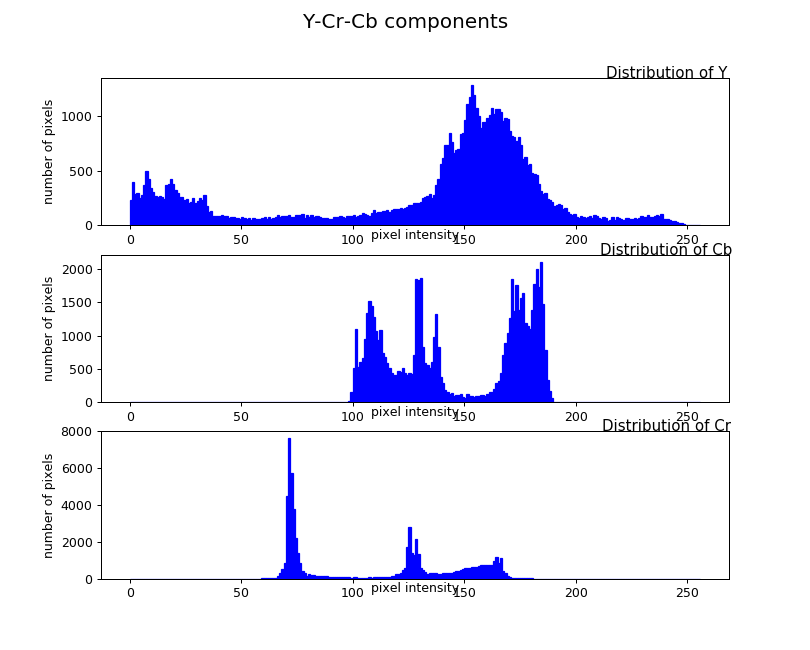 Y-Cr-Cb components
Distribution of Y
number of pixels
1000
500
0
0 50 100 150 200 250
pixel intensity
Distribution of Cb
number of pixels
2000
1500
1000
500
0
0 50 100 150 200 250
pixel intensity
Distribution of Cr
number of pixels
8000
6000
4000
2000
0
0 50 100 150 200 250
pixel intensity